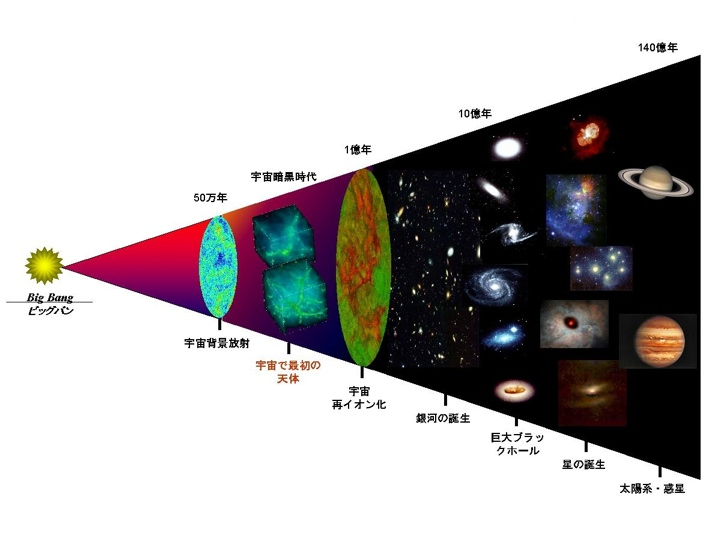 140億年
10億年
1億年
宇宙暗黒時代
50万年
Big Bang
ビッグバン
宇宙背景放射
宇宙で最初の
天体
宇宙
再イオン化
銀河の誕生
巨大ブラッ
クホール
星の誕生
太陽系・惑星